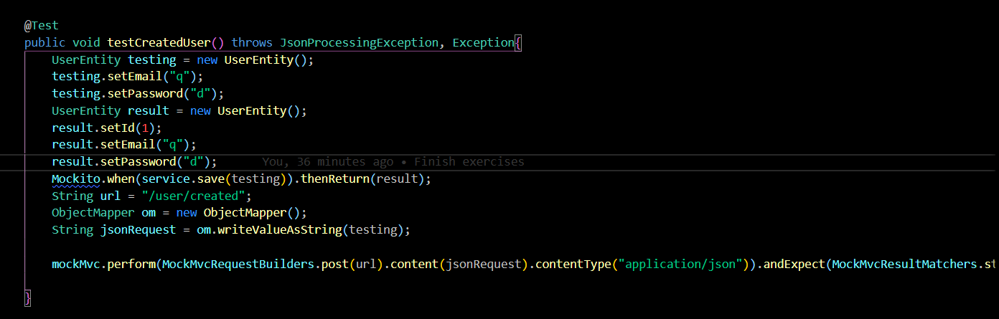 @Test
public void testCreatedUser() throws JsonProcessingException, Exception{
UserEntity testing = new UserEntity();
testing.setEmail("q");
testing.setPassword("d");
UserEntity result = new UserEntity();
result.setId(1);
result.setEmail("q");
result.setPassword("d"); You, 36 minutes ago • Finish exercises
Mockito.when(service.save(testing)).thenReturn(result);
String url = "/user/created";
ObjectMapper om = new ObjectMapper();
String jsonRequest = om.writeValueAsString(testing);
mockMvc.perform(MockMvcRequestBuilders.post(url).content(jsonRequest).contentType("application/json")).andExpect(MockMvcResultMatchers.st
}